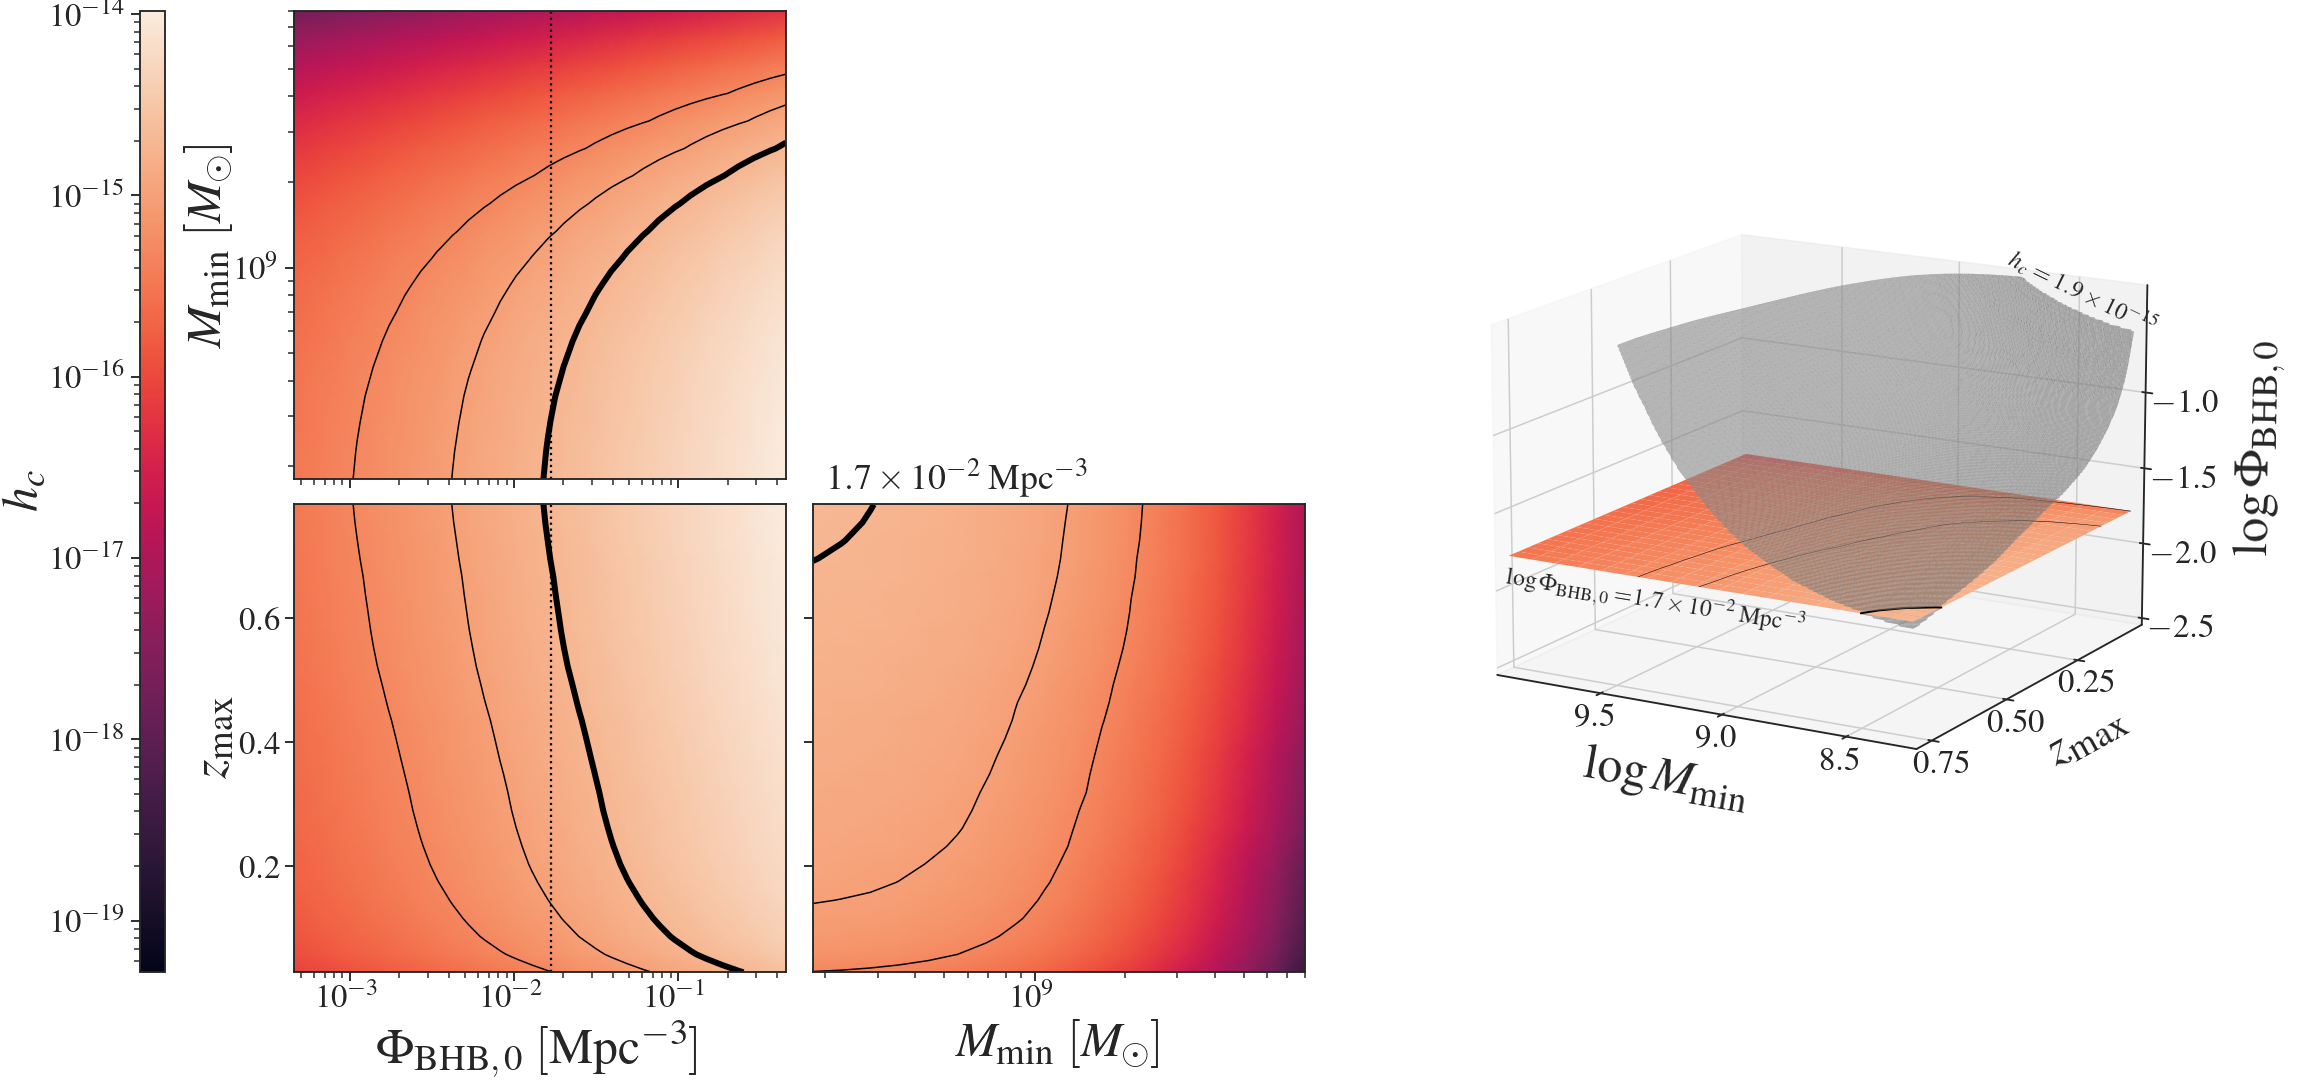 10⁻¹⁴
10⁻¹⁵
10⁻¹⁶
10⁻¹⁷
10⁻¹⁸
10⁻¹⁹
h_c
M_min [M_⊙]
10⁹
z_max
0.6
0.4
0.2
10⁻³ 10⁻² 10⁻¹
Φ_BHB,0 [Mpc⁻³]
1.7 × 10⁻² Mpc⁻³
10⁹
M_min [M_⊙]
h_c = 1.9 × 10⁻¹⁵
log Φ_BHB,0 = 1.7 × 10⁻² Mpc⁻³
−1.0
−1.5
−2.0
−2.5
log Φ_BHB,0
9.5 9.0 8.5
log M_min
0.25
0.50
0.75
z_max